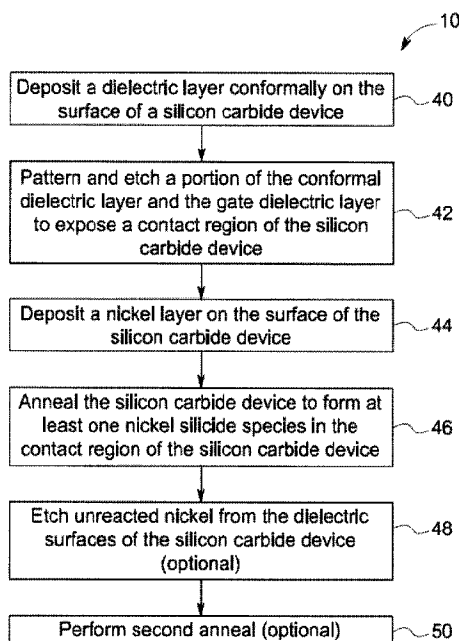 10
Deposit a dielectric layer conformally on the
surface of a silicon carbide device
40
Pattern and etch a portion of the conformal
dielectric layer and the gate dielectric layer
to expose a contact region of the silicon
carbide device
42
Deposit a nickel layer on the surface of the
silicon carbide device
44
Anneal the silicon carbide device to form at
least one nickel silicide species in the
contact region of the silicon carbide device
46
Etch unreacted nickel from the dielectric
surfaces of the silicon carbide device
(optional)
48
Perform second anneal (optional)
50